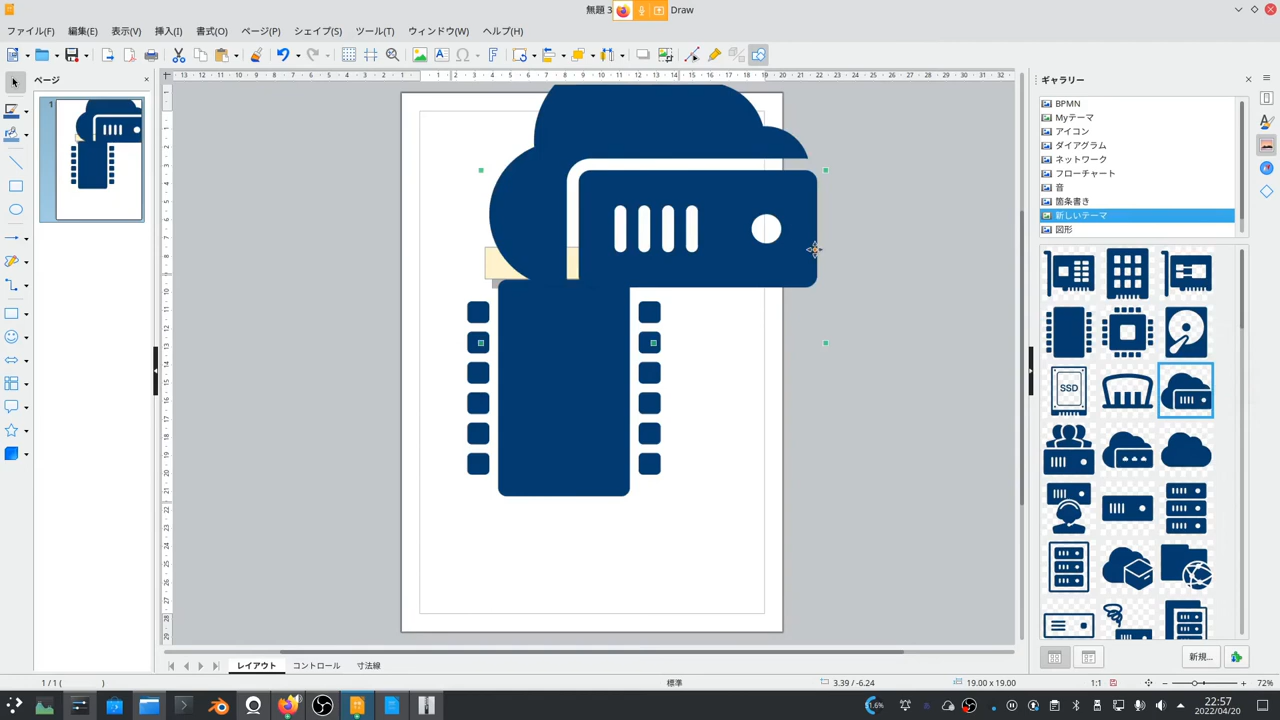 無題 3 Draw
ファイル(F) 編集(E) 表示(V) 挿入(I) 書式(O) ページ(P) シェイプ(S) ツール(T) ウィンドウ(W) ヘルプ(H)
ページ
ギャラリー
1
BPMN
Myテーマ
アイコン
ダイアグラム
ネットワーク
フローチャート
音
箇条書き
新しいテーマ
図形
SSD
新規...
レイアウト コントロール 寸法線
1 / 1 ( ) 標準 3.39 / -6.24 19.00 x 19.00 1:1 72%
22:57
2022/04/20